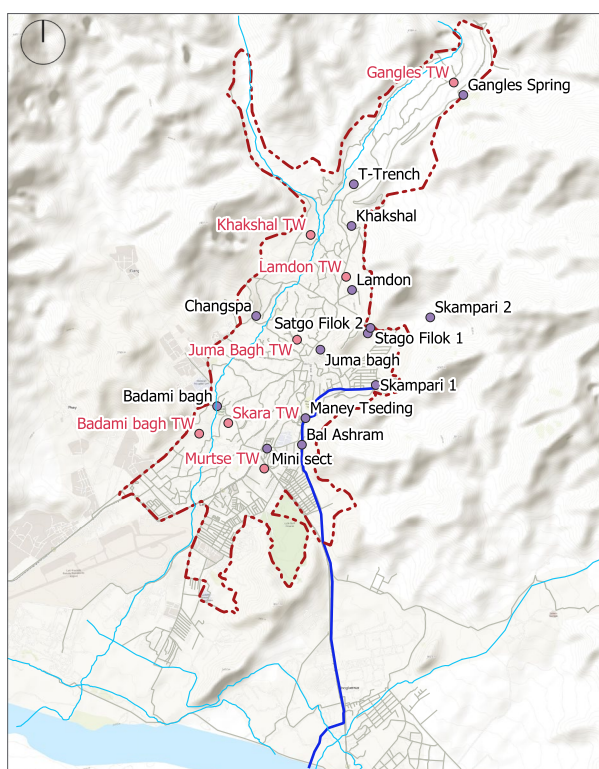 Gangles TW
Gangles Spring
T-Trench
Khakshal
Khakshal TW
Lamdon TW
Lamdon
Changspa
Skampari 2
Satgo Filok 2
Stago Filok 1
Juma Bagh TW
Juma bagh
Skampari 1
Badami bagh
Skara TW
Maney Tseding
Badami bagh TW
Bal Ashram
Murtse TW
Mini sect